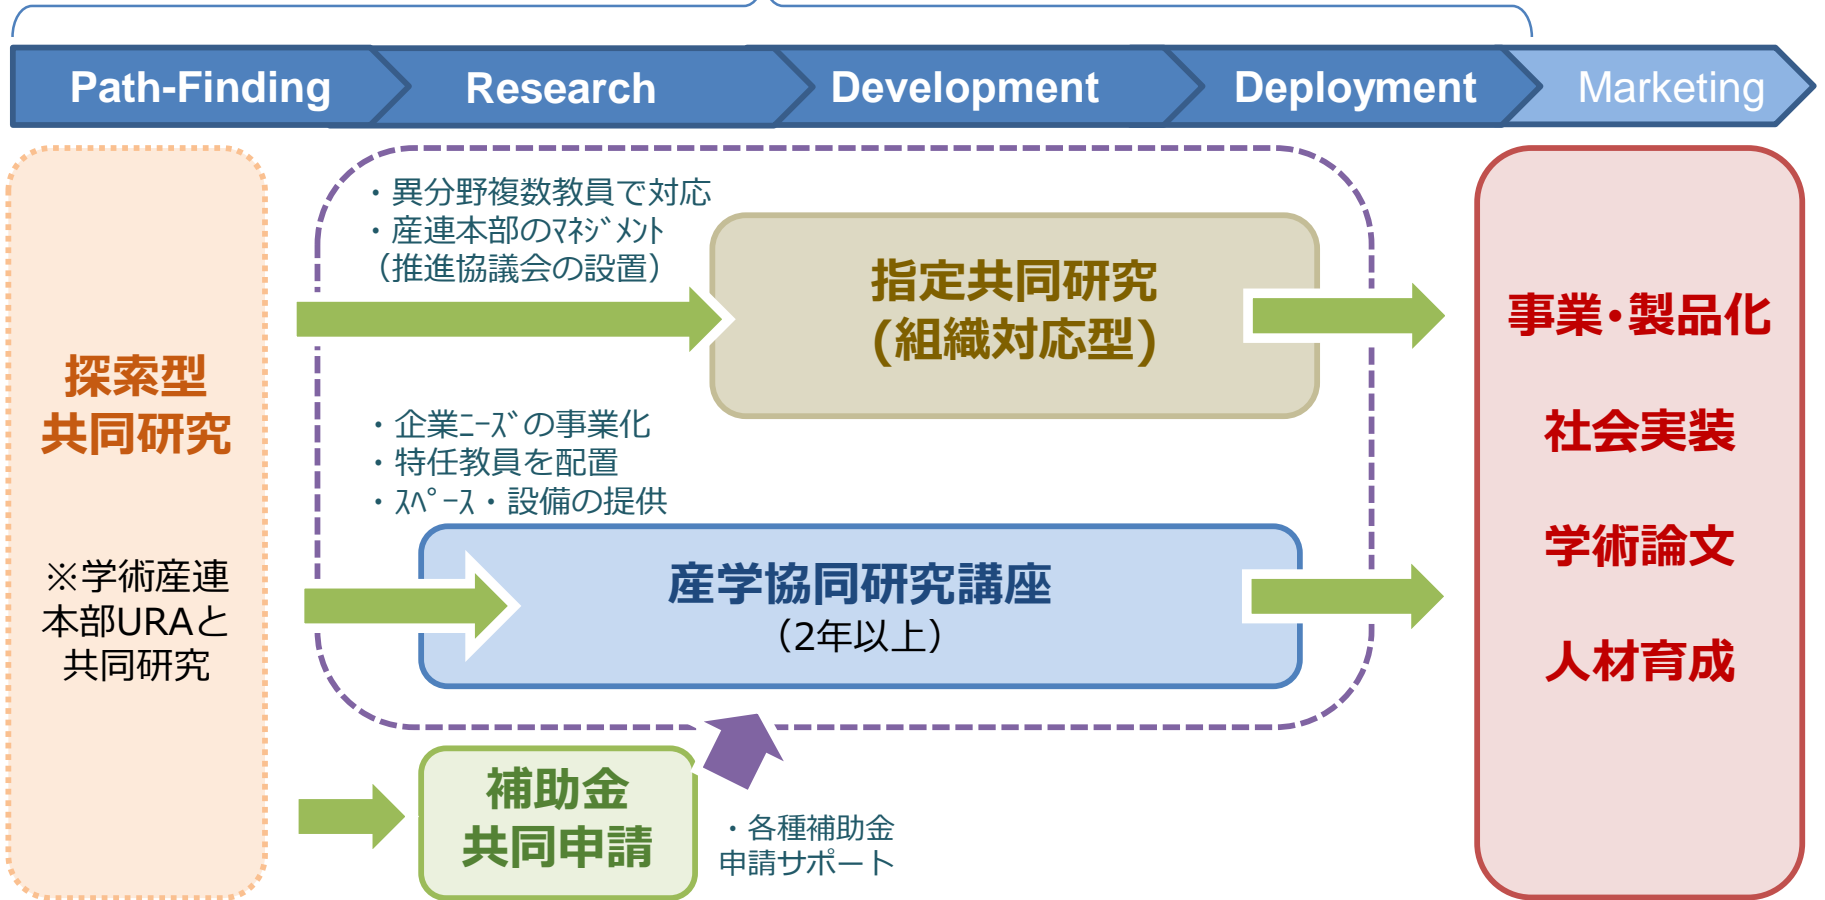 Path-Finding
Research
Development
Deployment
Marketing
・異分野複数教員で対応
・産連本部のﾏﾈｼﾞﾒﾝﾄ
（推進協議会の設置）
指定共同研究
(組織対応型)
探索型
共同研究
※学術産連
本部URAと
共同研究
・企業ﾆｰｽﾞの事業化
・特任教員を配置
・ｽﾍﾟｰｽ・設備の提供
産学協同研究講座
（2年以上）
補助金
共同申請
・各種補助金
申請サポート
事業・製品化
社会実装
学術論文
人材育成